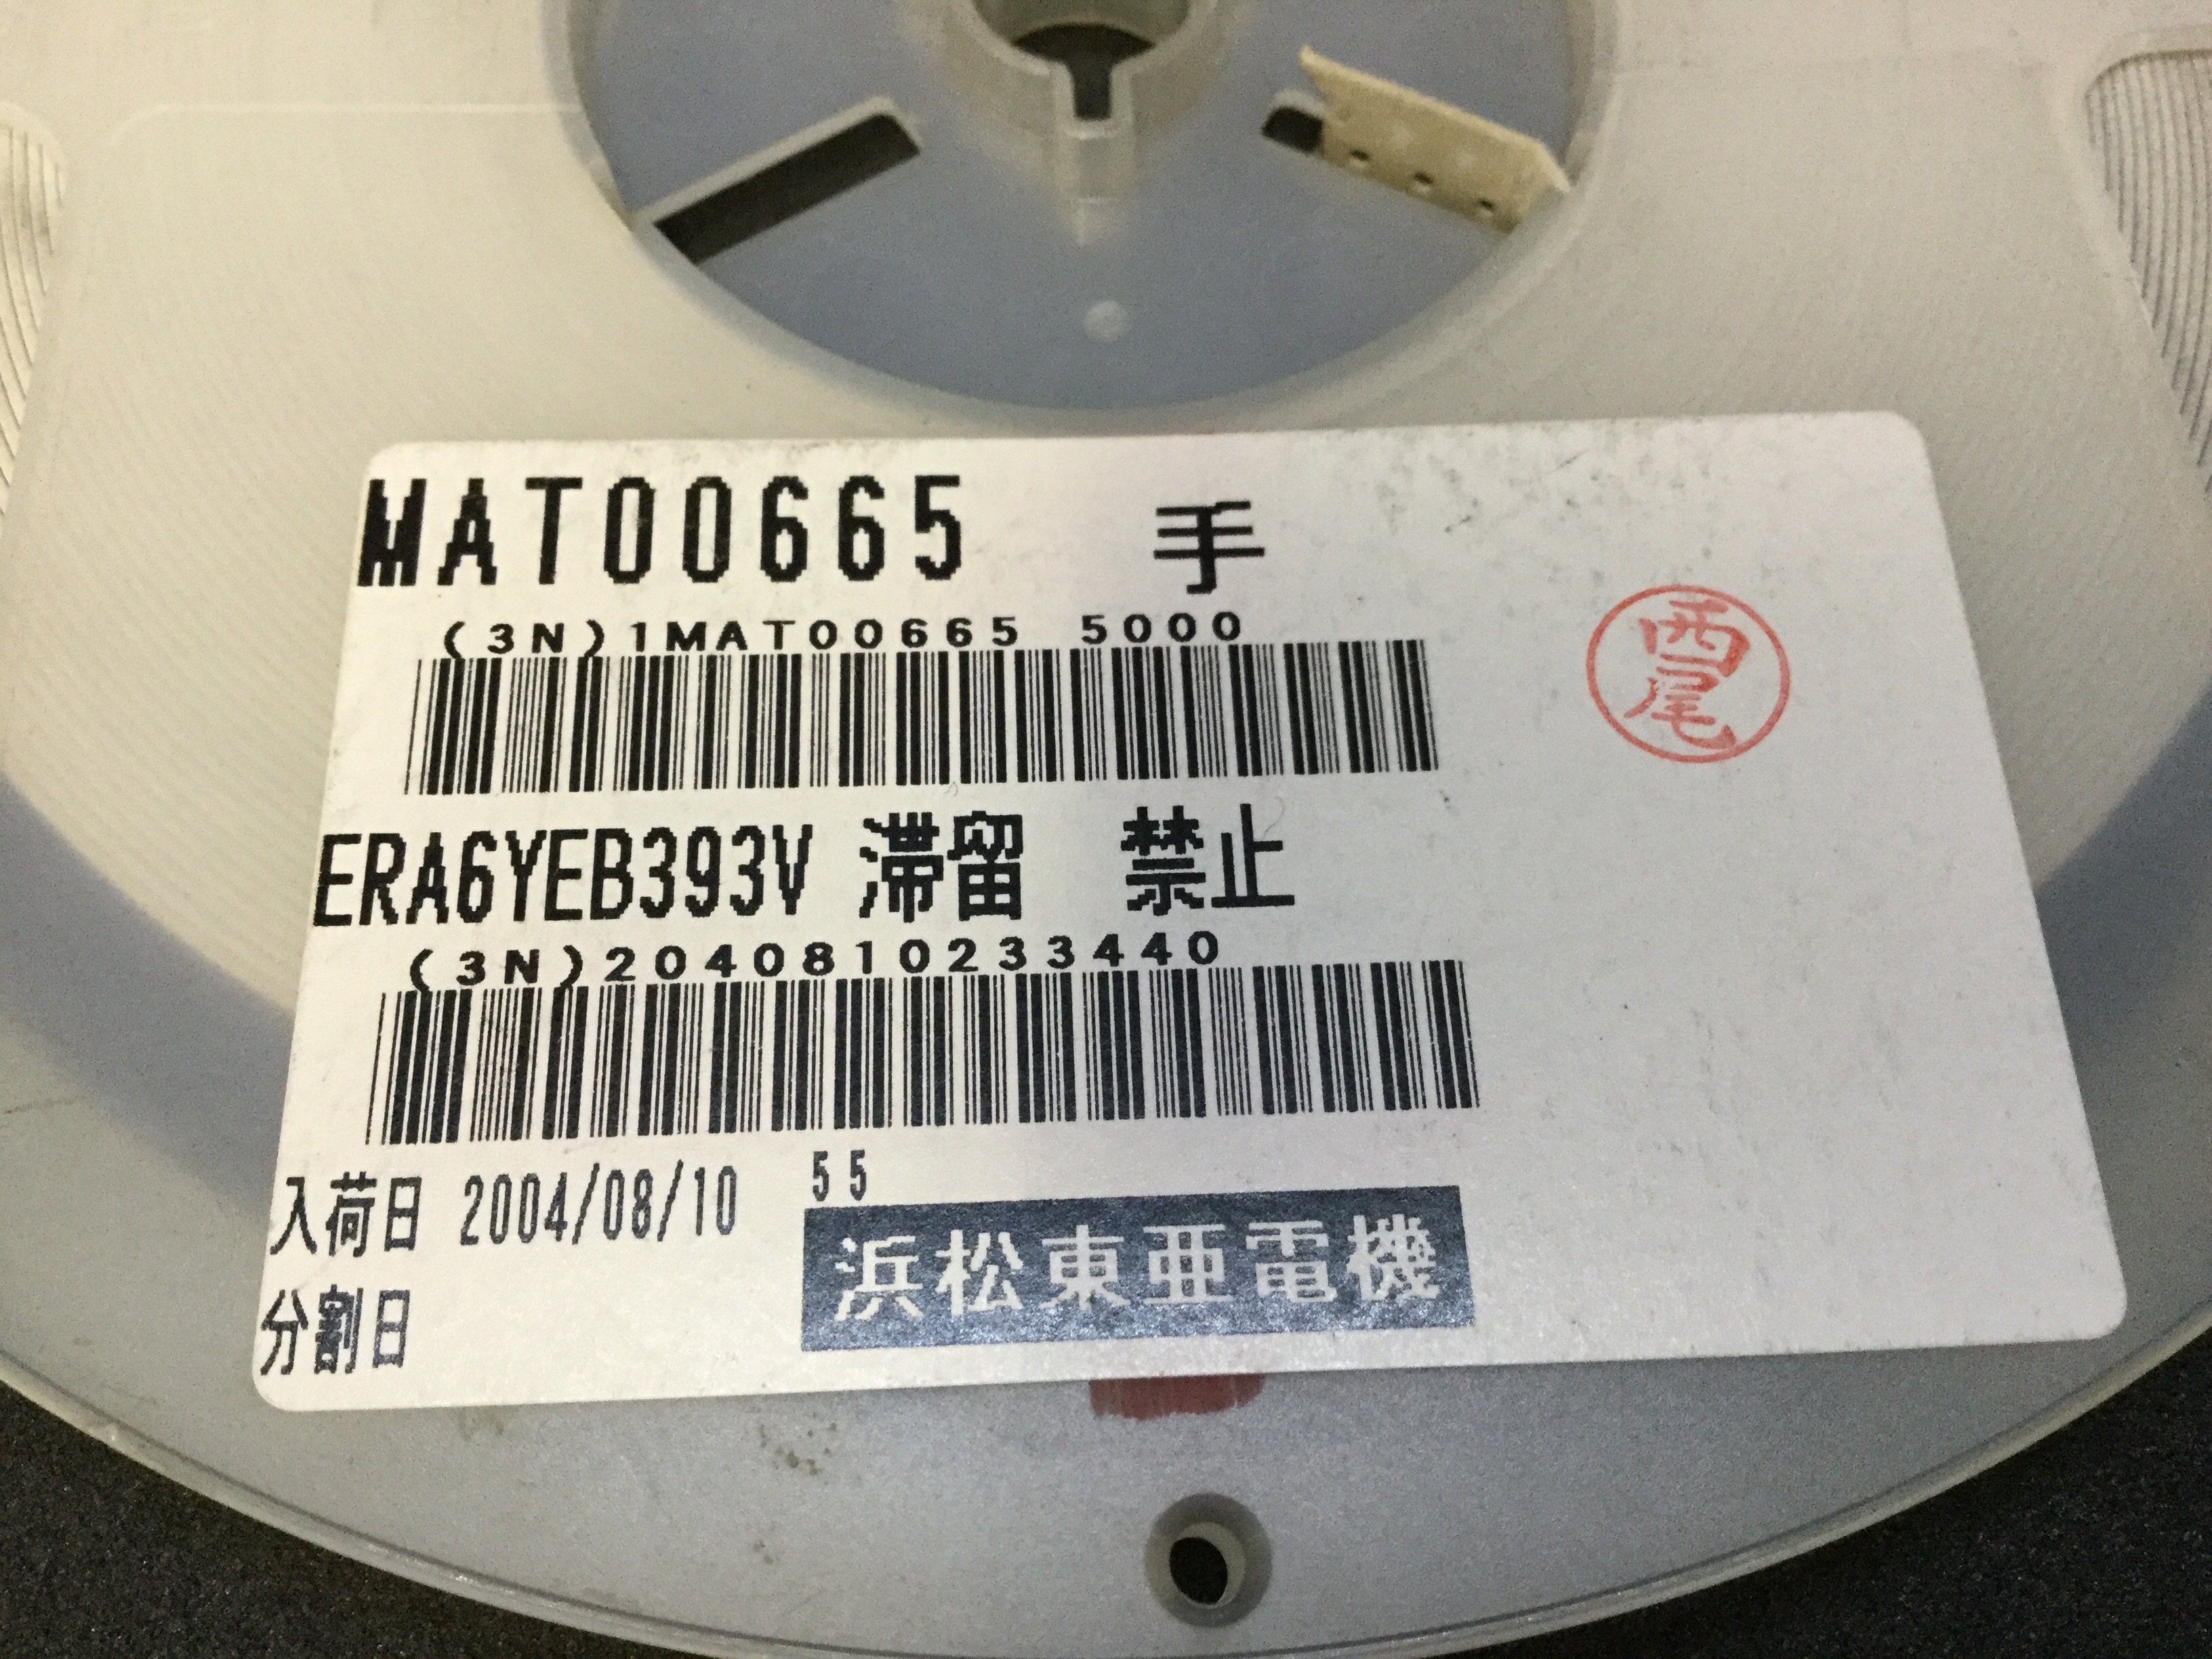 MAT00665 手
(3N)1MAT00665 5000
西尾
ERA6YEB393V 滞留 禁止
(3N)2040810233440
入荷日 2004/08/10 55
浜松東亜電機
分割日